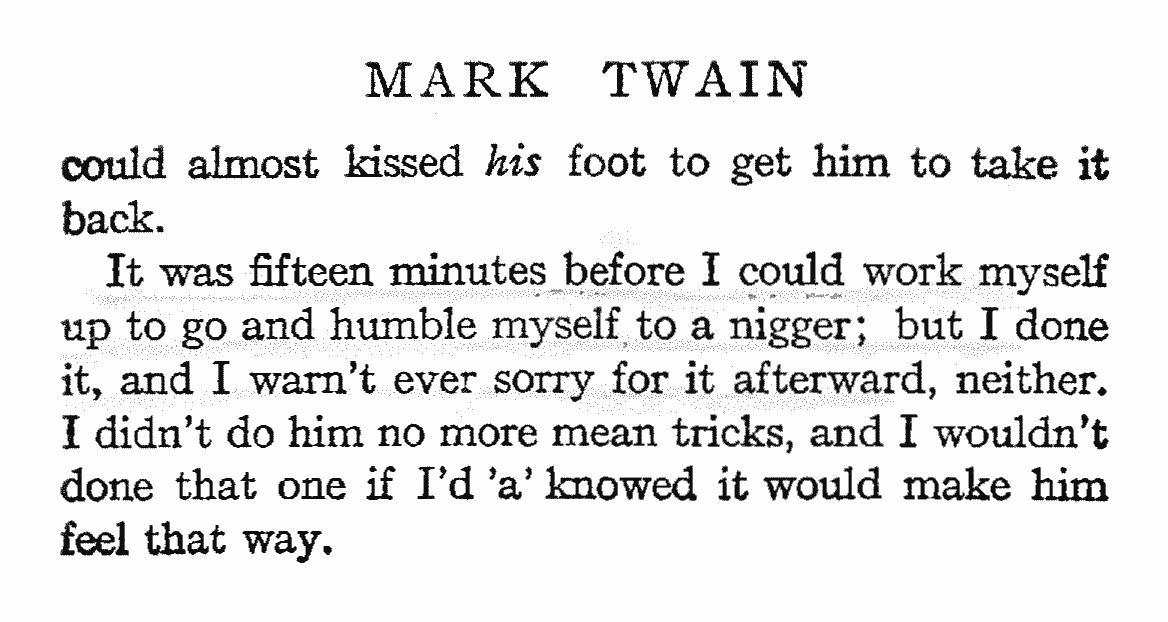 MARK TWAIN
could almost kissed his foot to get him to take it
back.
It was fifteen minutes before I could work myself
up to go and humble myself to a nigger; but I done
it, and I warn't ever sorry for it afterward, neither.
I didn't do him no more mean tricks, and I wouldn't
done that one if I'd 'a' knowed it would make him
feel that way.